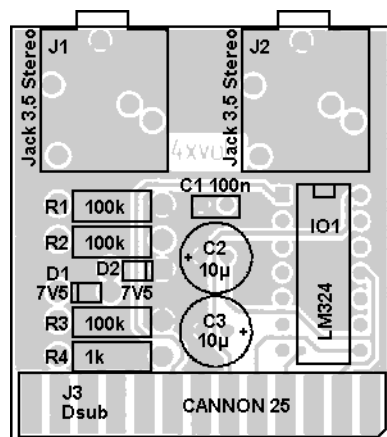 J1
Jack 3,5 Stereo
J2
Jack 3,5 Stereo
4xvu
C1 100n
R1 100k
R2 100k
C2
10µ
IO1
LM324
D1
7V5
D2
7V5
R3 100k
C3
10µ
R4 1k
J3
Dsub
CANNON 25